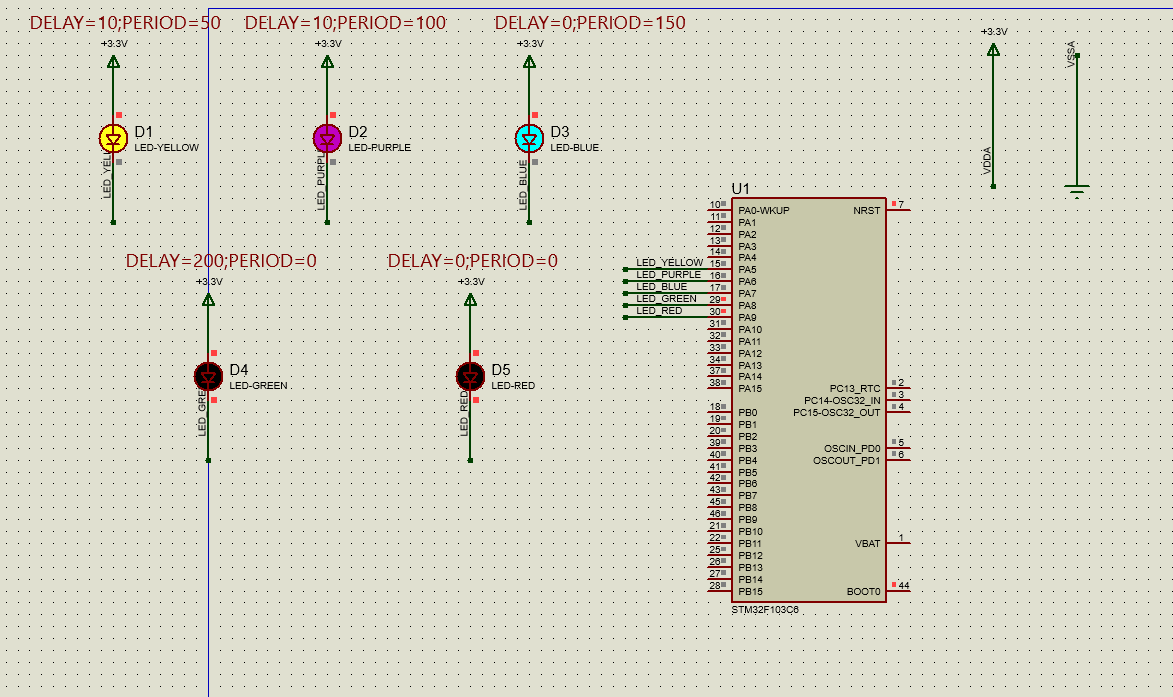 DELAY=10;PERIOD=50
DELAY=10;PERIOD=100
DELAY=0;PERIOD=150
+3.3V
+3.3V
+3.3V
+3.3V
VSSA
D1
LED-YELLOW
D2
LED-PURPLE
D3
LED-BLUE
LED_YEL
LED_PURPL
LED_BLUE
VDDA
DELAY=200;PERIOD=0
DELAY=0;PERIOD=0
+3.3V
+3.3V
D4
LED-GREEN
D5
LED-RED
LED_GRE
LED_RED
U1
10 PA0-WKUP NRST 7
11 PA1
12 PA2
13 PA3
14 PA4
LED_YELLOW 15 PA5
LED_PURPLE 16 PA6
LED_BLUE 17 PA7
LED_GREEN 29 PA8
LED_RED 30 PA9
31 PA10
32 PA11
33 PA12
34 PA13
37 PA14
38 PA15 PC13_RTC 2
PC14-OSC32_IN 3
18 PB0 PC15-OSC32_OUT 4
19 PB1
20 PB2
39 PB3 OSCIN_PD0 5
40 PB4 OSCOUT_PD1 6
41 PB5
42 PB6
43 PB7
45 PB8
46 PB9
21 PB10
22 PB11 VBAT 1
25 PB12
26 PB13
27 PB14
28 PB15 BOOT0 44
STM32F103C6